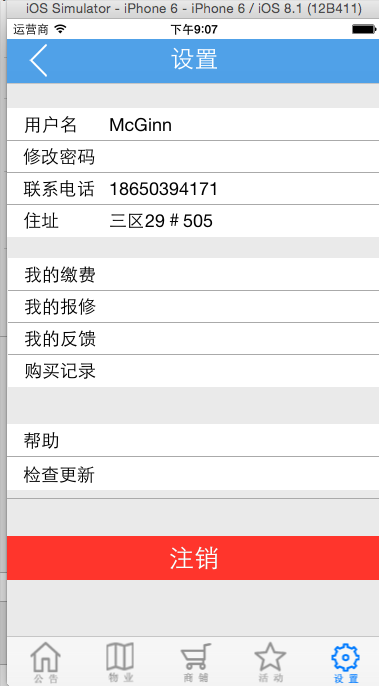 iOS Simulator - iPhone 6 - iPhone 6 / iOS 8.1 (12B411)
运营商 下午9:07
设置
用户名 McGinn
修改密码
联系电话 18650394171
住址 三区29＃505
我的缴费
我的报修
我的反馈
购买记录
帮助
检查更新
注销
公告 物业 商铺 活动 设置